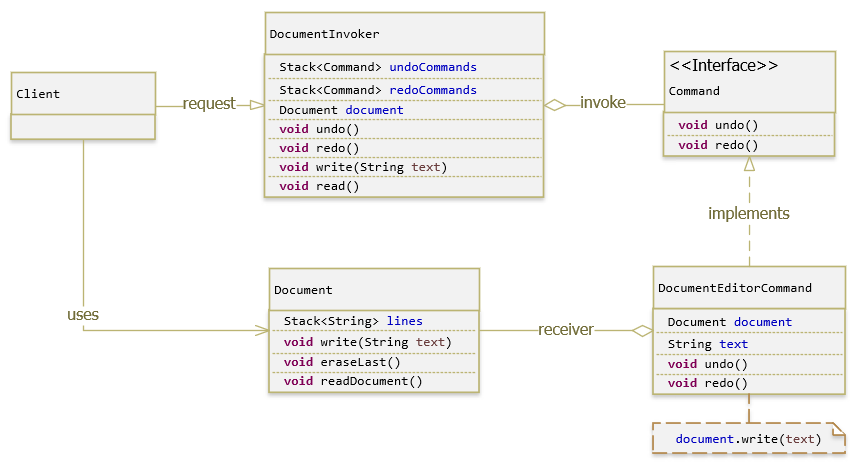 DocumentInvoker
Stack<Command> undoCommands
Stack<Command> redoCommands
Document document
void undo()
void redo()
void write(String text)
void read()
Client
request
invoke
<<Interface>>
Command
void undo()
void redo()
implements
uses
Document
Stack<String> lines
void write(String text)
void eraseLast()
void readDocument()
receiver
DocumentEditorCommand
Document document
String text
void undo()
void redo()
document.write(text)